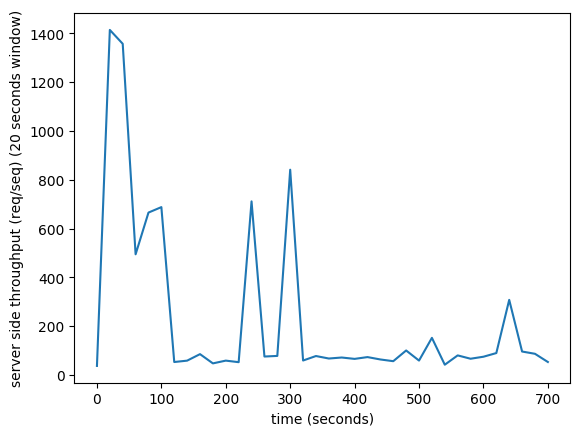 server side throughput (req/seq) (20 seconds window)
1400
1200
1000
800
600
400
200
0
0 100 200 300 400 500 600 700
time (seconds)